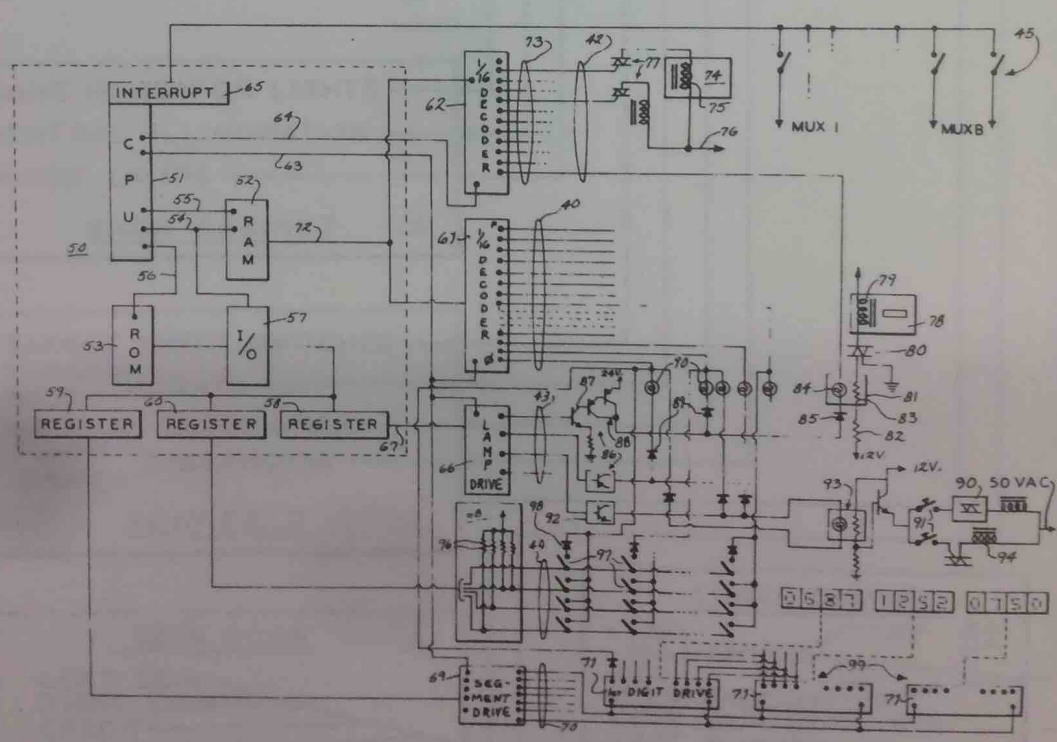 73
42
45
77
74
75
76
62
1/16 DECODER
INTERRUPT
65
64
63
CPU
51
MUX 1
MUX 8
50
55
54
56
52
RAM
72
40
1/16 DECODER
Ø
53
ROM
57
I/O
79
78
80
59
60
58
REGISTER
REGISTER
REGISTER
67
66
LAMP DRIVE
43
87
24V.
90
89
88
86
84
85
81
83
82
12V.
93
12V.
90
50 VAC
91
94
98
92
96
97
0687
1252
0750
69
SEGMENT DRIVE
70
71
DIGIT DRIVE
71
99
71